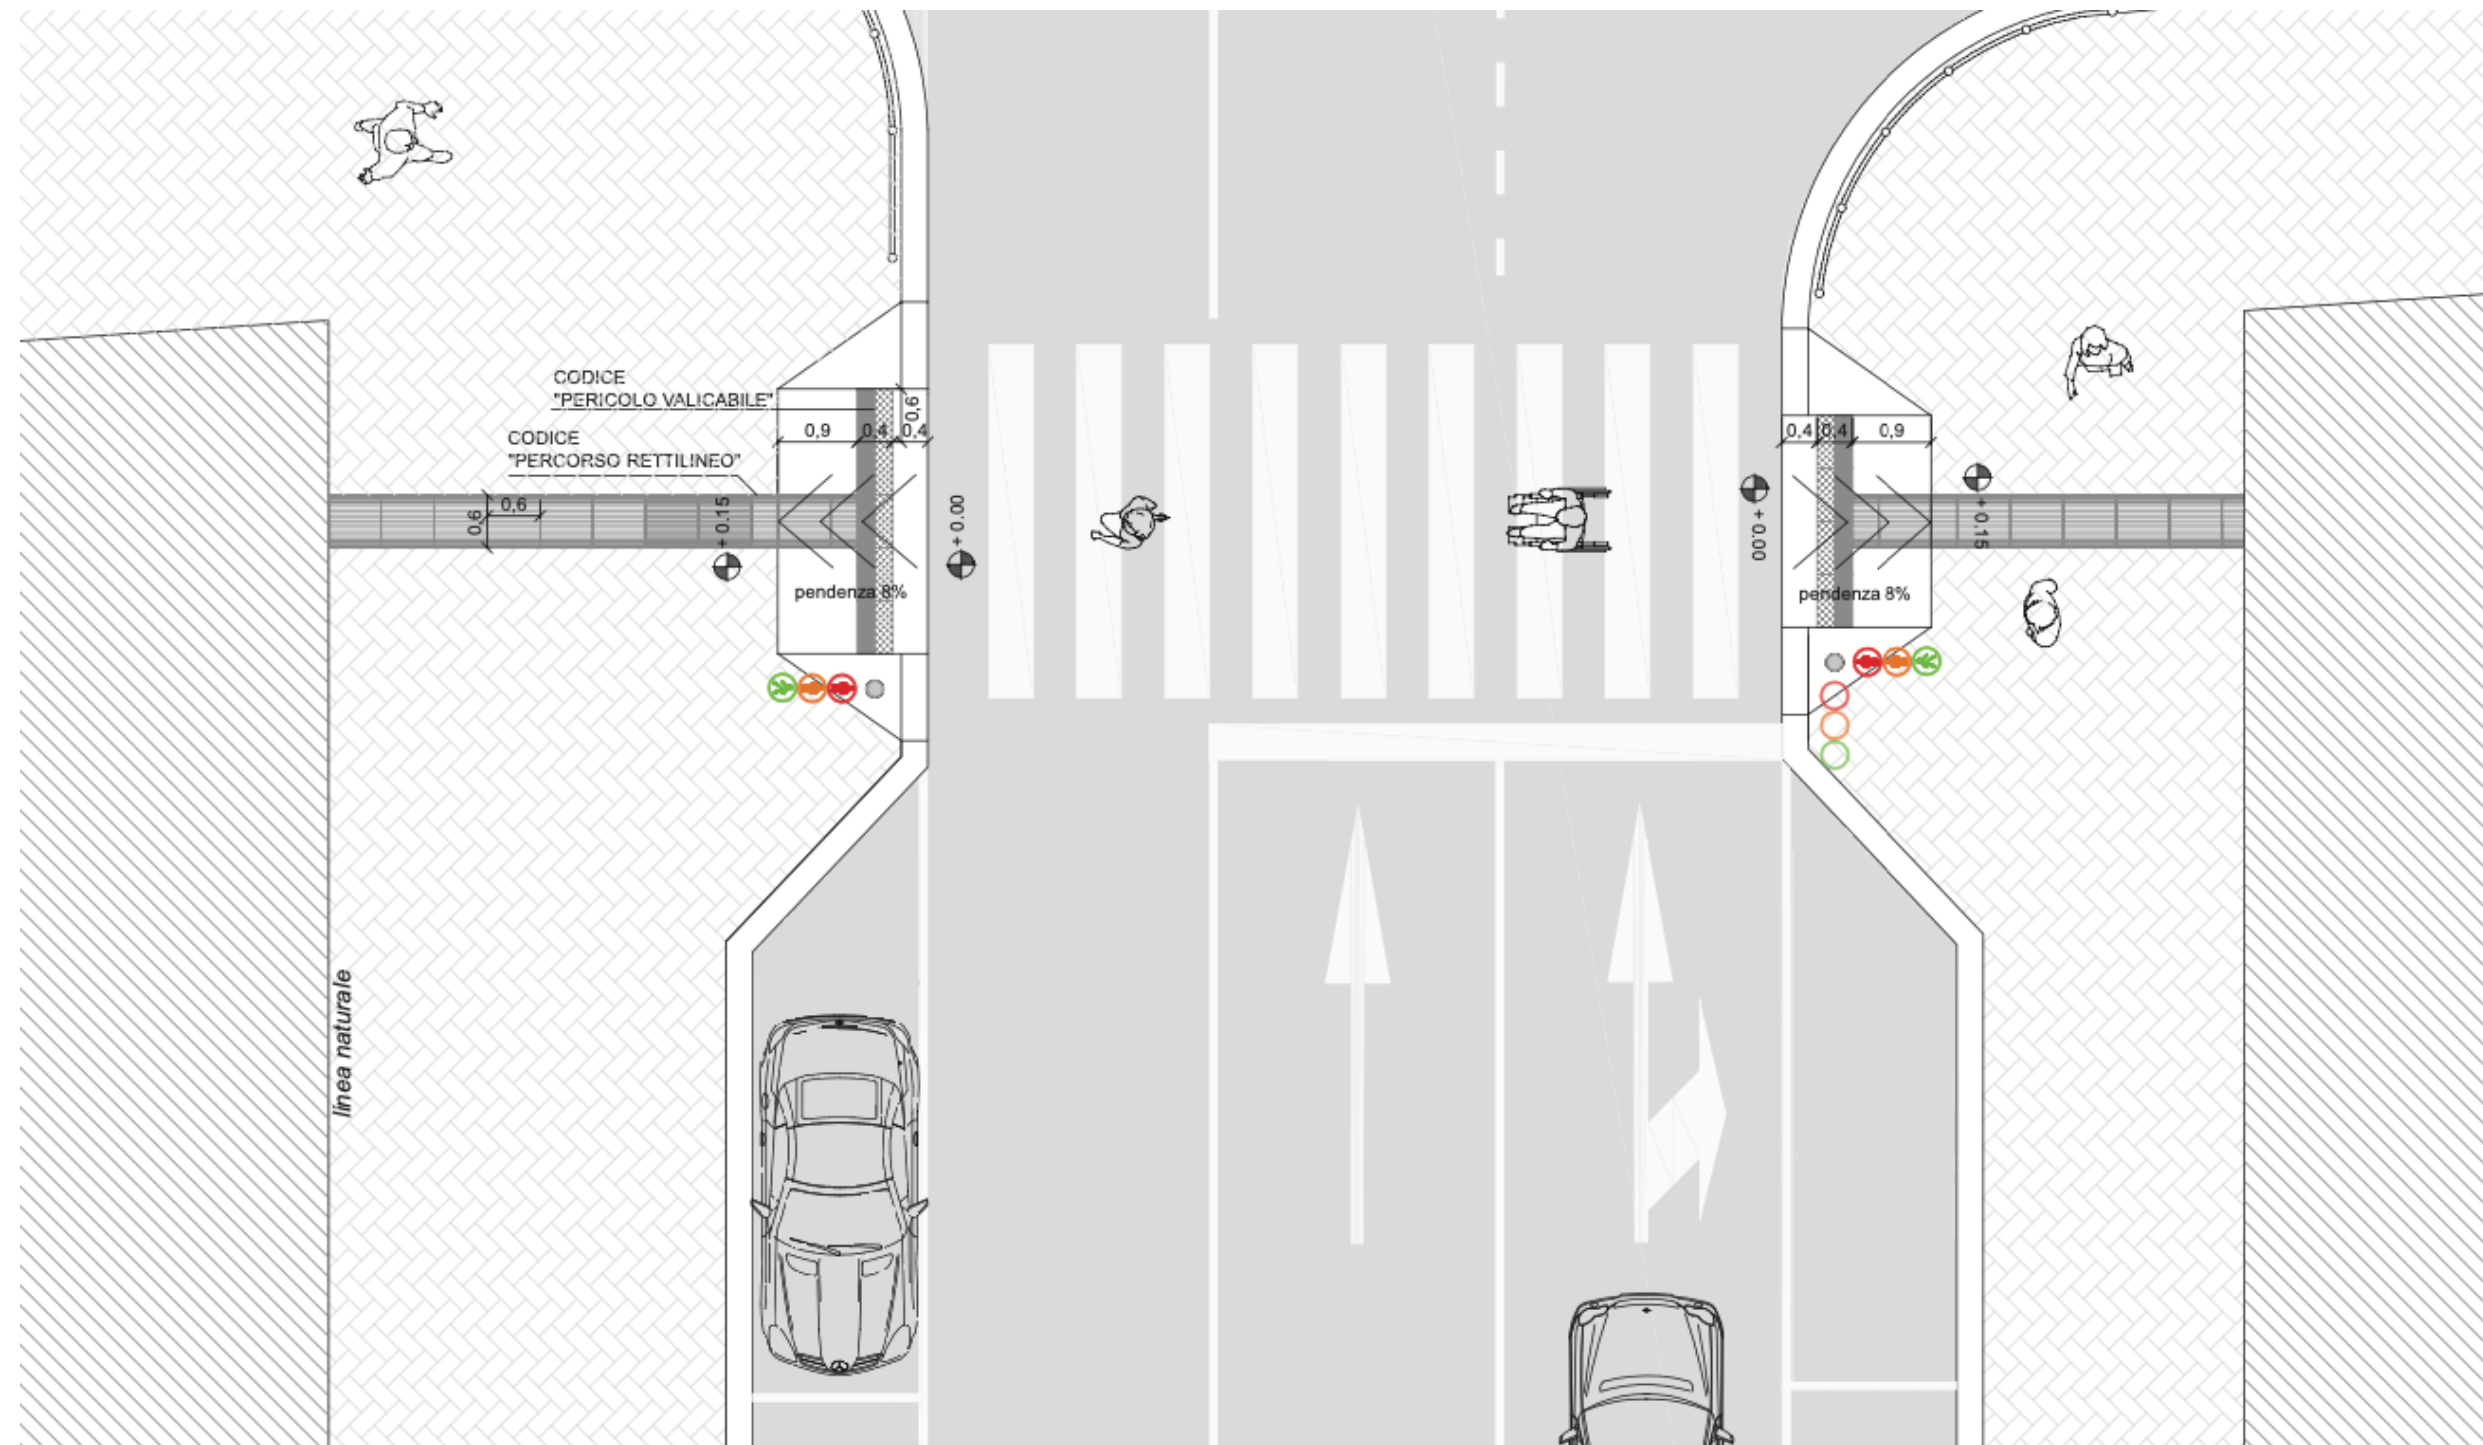 CODICE
"PERICOLO VALICABILE"
CODICE
"PERCORSO RETTILINEO"
0,9
0,4
0,4
0,6
0,6
0,6
+ 0.15
+ 0.00
pendenza 8%
0,4
0,4
0,9
+ 0.00
+ 0.15
pendenza 8%
linea naturale